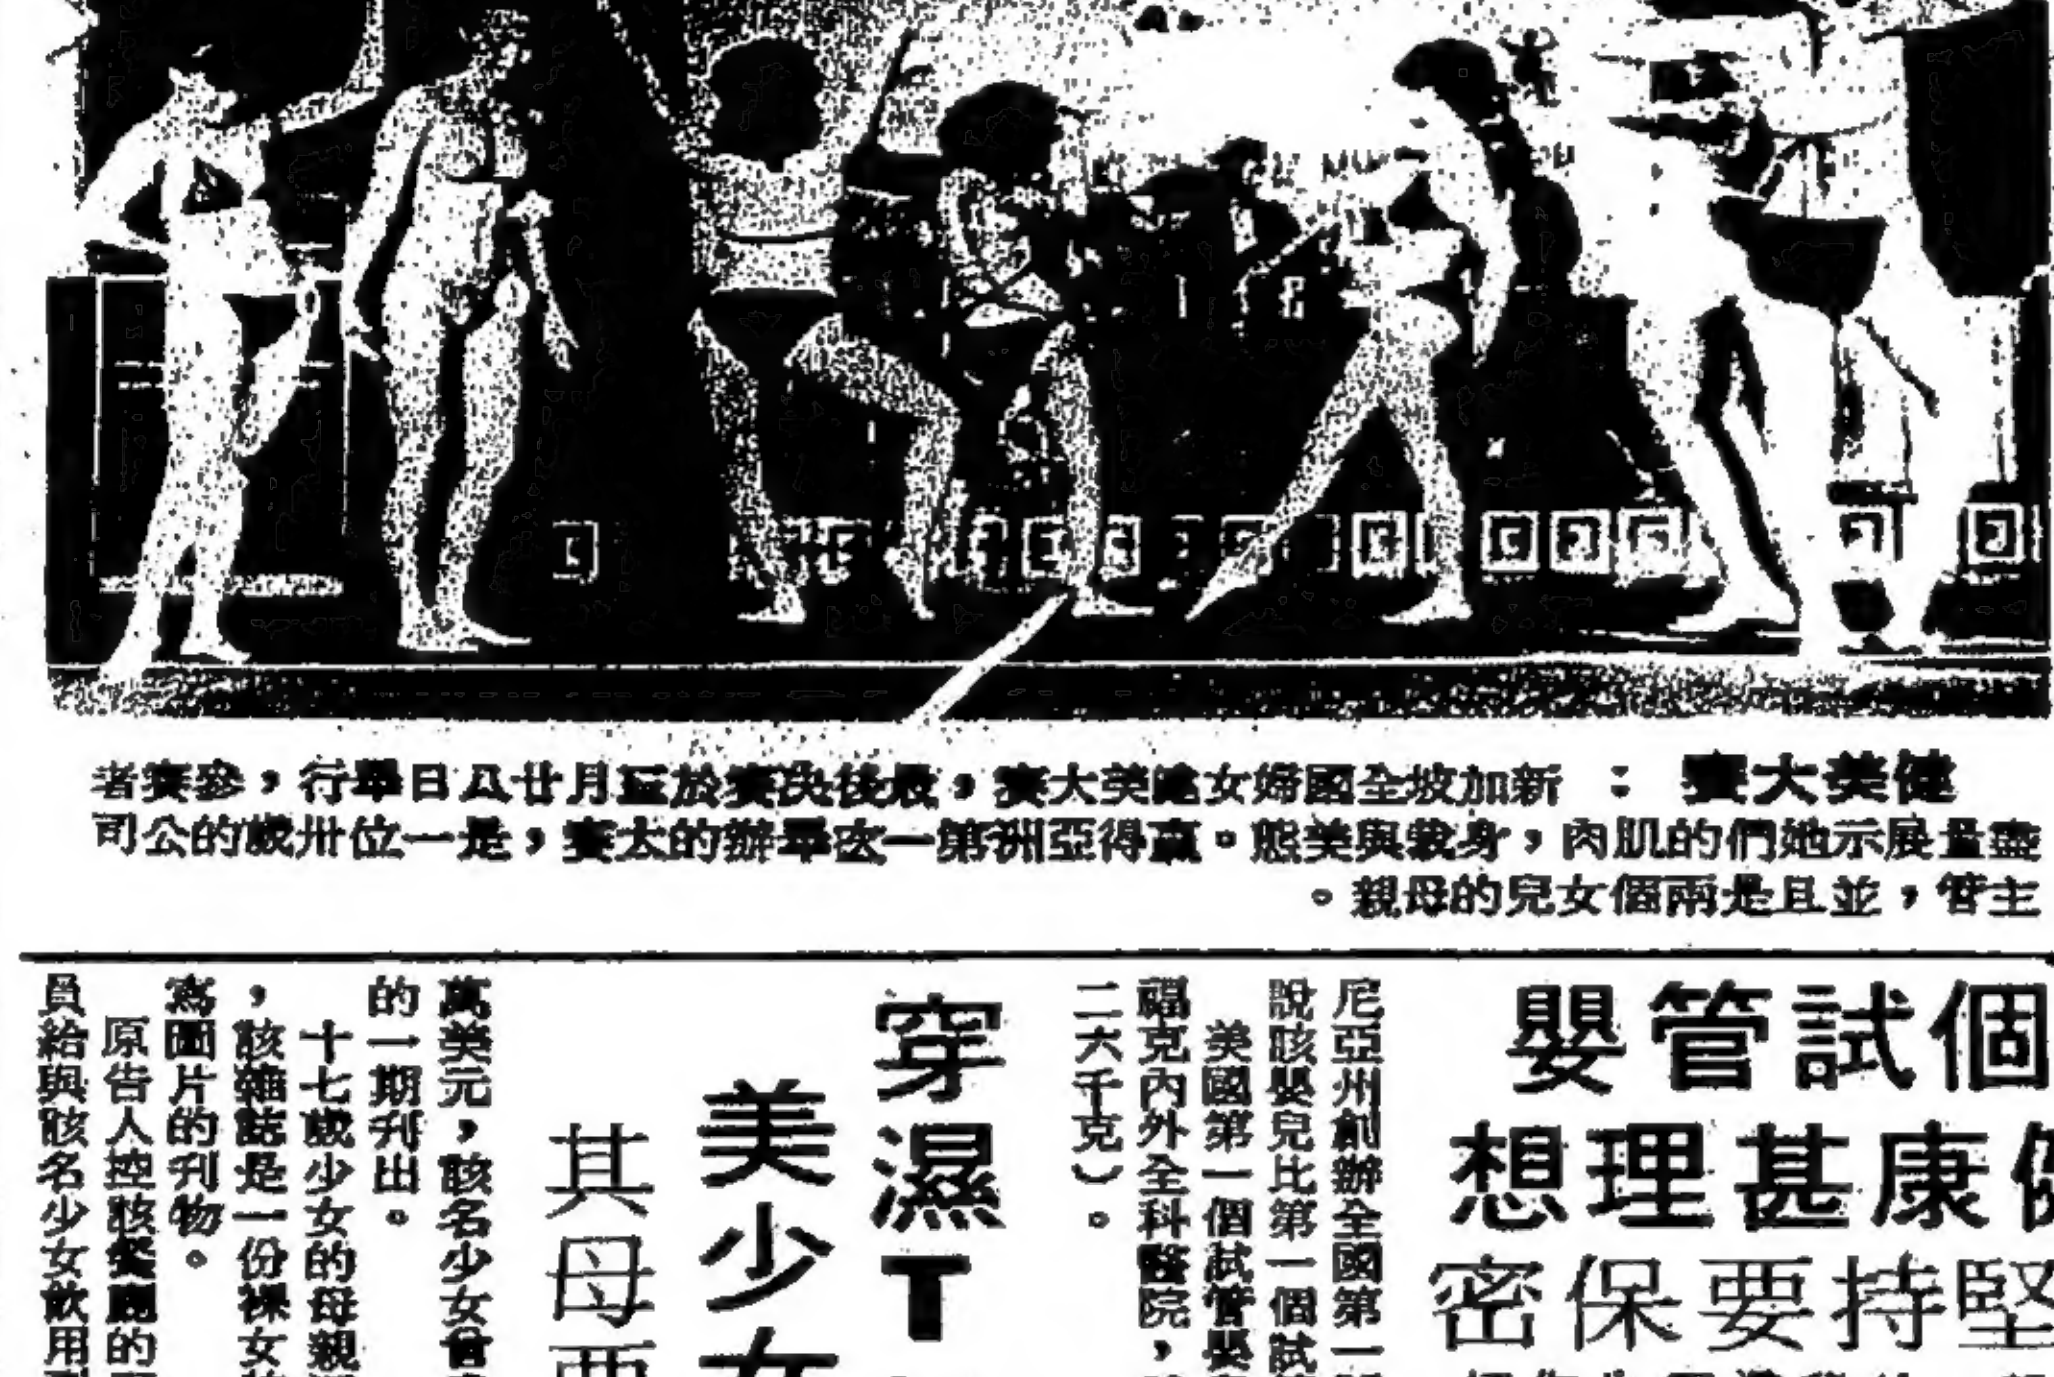 健美大賽：新加坡全國婦女健美大賽，最後決賽於五月廿八日舉行，參賽者
盡量展示她們的肌肉，身裁與美態。贏得亞洲第一次舉辦的大賽，是一位卅歲的公司
主管，並且是兩個女兒的母親。
個試管嬰
康甚理想
堅持要保密
尼亞州創辦全國第一
說該嬰兒比第一個試
美國第一個試管嬰
福克內外全科醫院，
二六千克）。
穿濕T
美少女
其母要
萬美元，該名少女曾
的一期刋出。
十七歲少女的母親
，該雜誌是一份裸女
寫圖片的刋物。
原告人控該餐廳的
員給與該名少女飲用